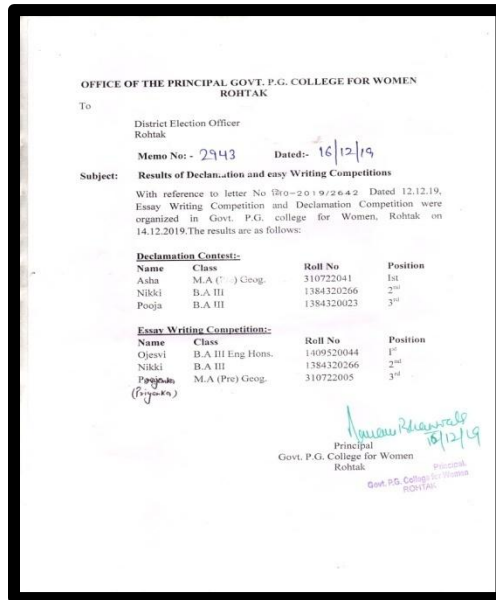 OFFICE OF THE PRINCIPAL GOVT. P.G. COLLEGE FOR WOMEN
ROHTAK
To
District Election Officer
Rohtak
Memo No: - 2943 Dated:- 16/12/19
Subject: Results of Declamation and easy Writing Competitions
With reference to letter No 2019/2642 Dated 12.12.19,
Essay Writing Competition and Declamation Competition were
organized in Govt. P.G. college for Women, Rohtak on
14.12.2019.The results are as follows:
Declamation Contest:-
Name Class Roll No Position
Asha M.A Geog. 310722041 1st
Nikki B.A III 1384320266 2nd
Pooja B.A III 1384320023 3rd
Essay Writing Competition:-
Name Class Roll No Position
Ojesvi B.A III Eng Hons. 1409520044 1st
Nikki B.A III 1384320266 2nd
M.A (Pre) Geog. 310722005 3rd
(Priyanka)
16/12/19
Principal
Govt. P.G. College for Women
Rohtak
Principal
Govt. P.G. College for Women
ROHTAK